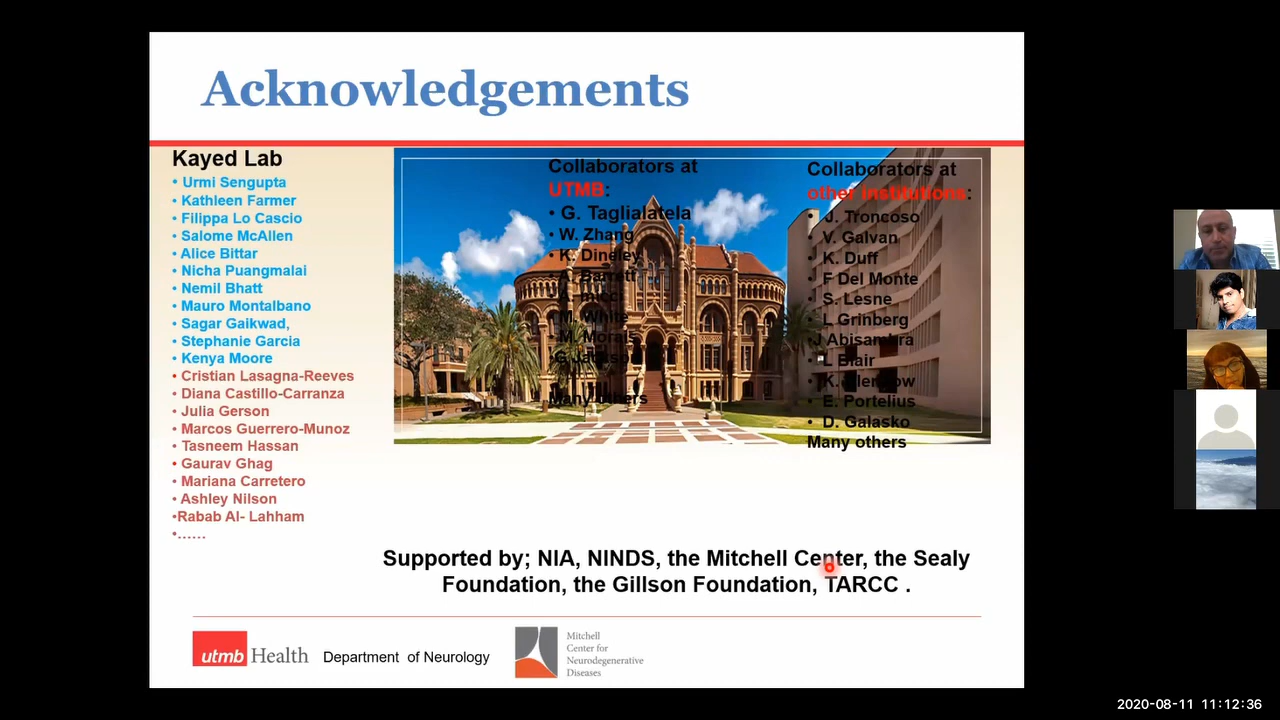 Acknowledgements
Kayed Lab
• Urmi Sengupta
• Kathleen Farmer
• Filippa Lo Cascio
• Salome McAllen
• Alice Bittar
• Nicha Puangmalai
• Nemil Bhatt
• Mauro Montalbano
• Sagar Gaikwad,
• Stephanie Garcia
• Kenya Moore
• Cristian Lasagna-Reeves
• Diana Castillo-Carranza
• Julia Gerson
• Marcos Guerrero-Munoz
• Tasneem Hassan
• Gaurav Ghag
• Mariana Carretero
• Ashley Nilson
•Rabab Al- Lahham
•......
Collaborators at
UTMB:
• G. Taglialatela
• W. Zhang
• K. Dineley
• A. Barrett
• M. White
• M. Morales
Many others
Collaborators at
other institutions:
• J. Troncoso
• V. Galvan
• K. Duff
F Del Monte
• S. Lesne
• L Grinberg
•J Abisambra
• L Blair
• K.
• E. Portelius
• D. Galasko
Many others
Supported by; NIA, NINDS, the Mitchell Center, the Sealy
Foundation, the Gillson Foundation, TARCC .
utmb Health
Department of Neurology
Mitchell
Center for
Neurodegenerative
Diseases
2020-08-11 11:12:36